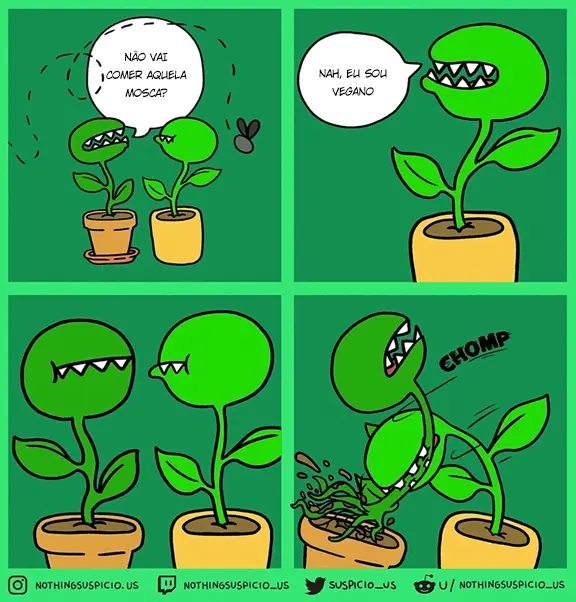 NÃO VAI
COMER AQUELA
MOSCA?
NAH, EU SOU
VEGANO
CHOMP
NOTHINGSUSPICIO.US
NOTHINGSUSPICIO_US
SUSPICIO_US
U/NOTHINGSUSPICIO_US